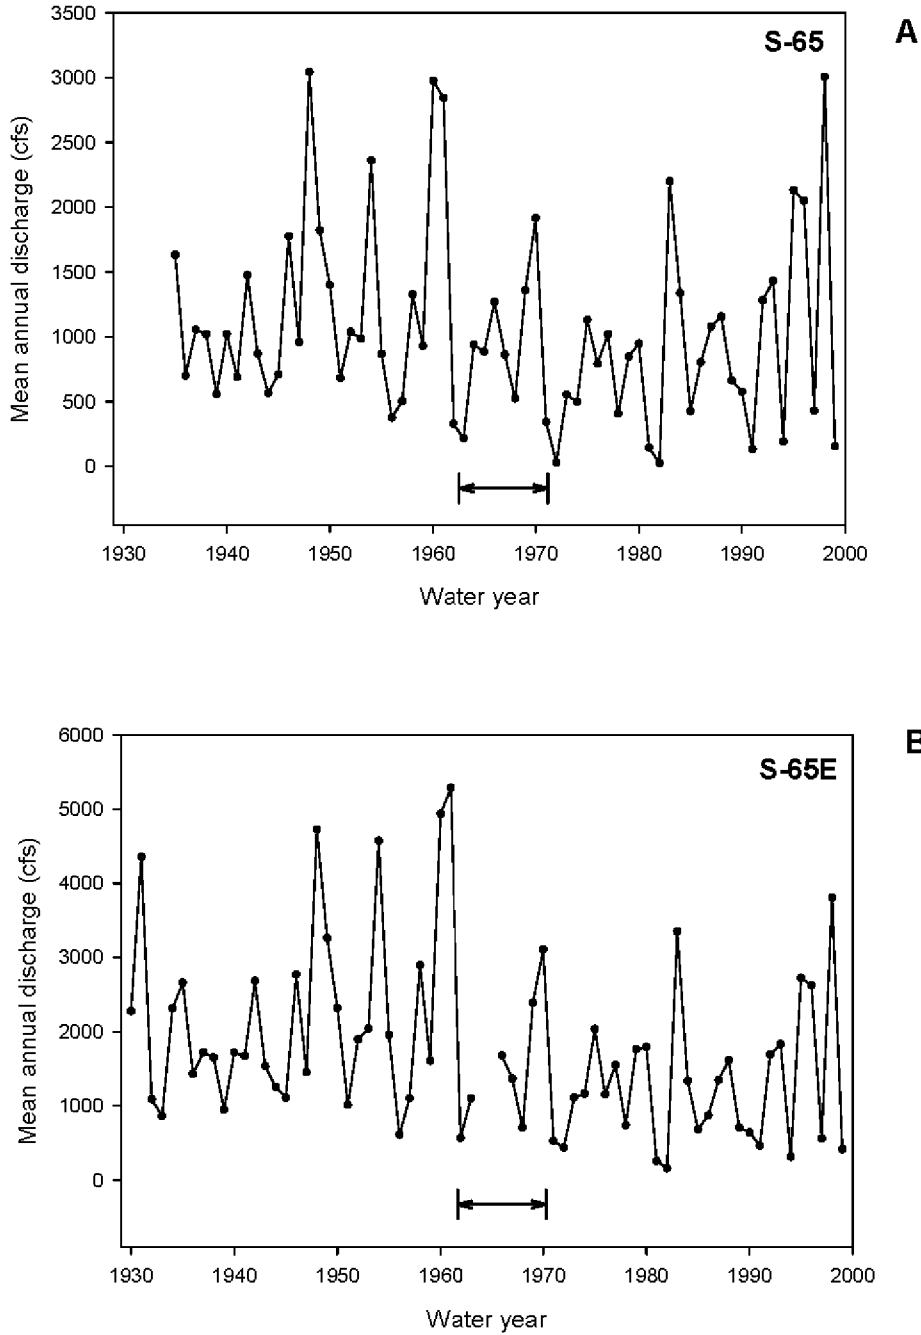 A
S-65
3500
3000
2500
2000
1500
1000
500
0
Mean annual discharge (cfs)
1930 1940 1950 1960 1970 1980 1990 2000
Water year
B
S-65E
6000
5000
4000
3000
2000
1000
0
Mean annual discharge (cfs)
1930 1940 1950 1960 1970 1980 1990 2000
Water year